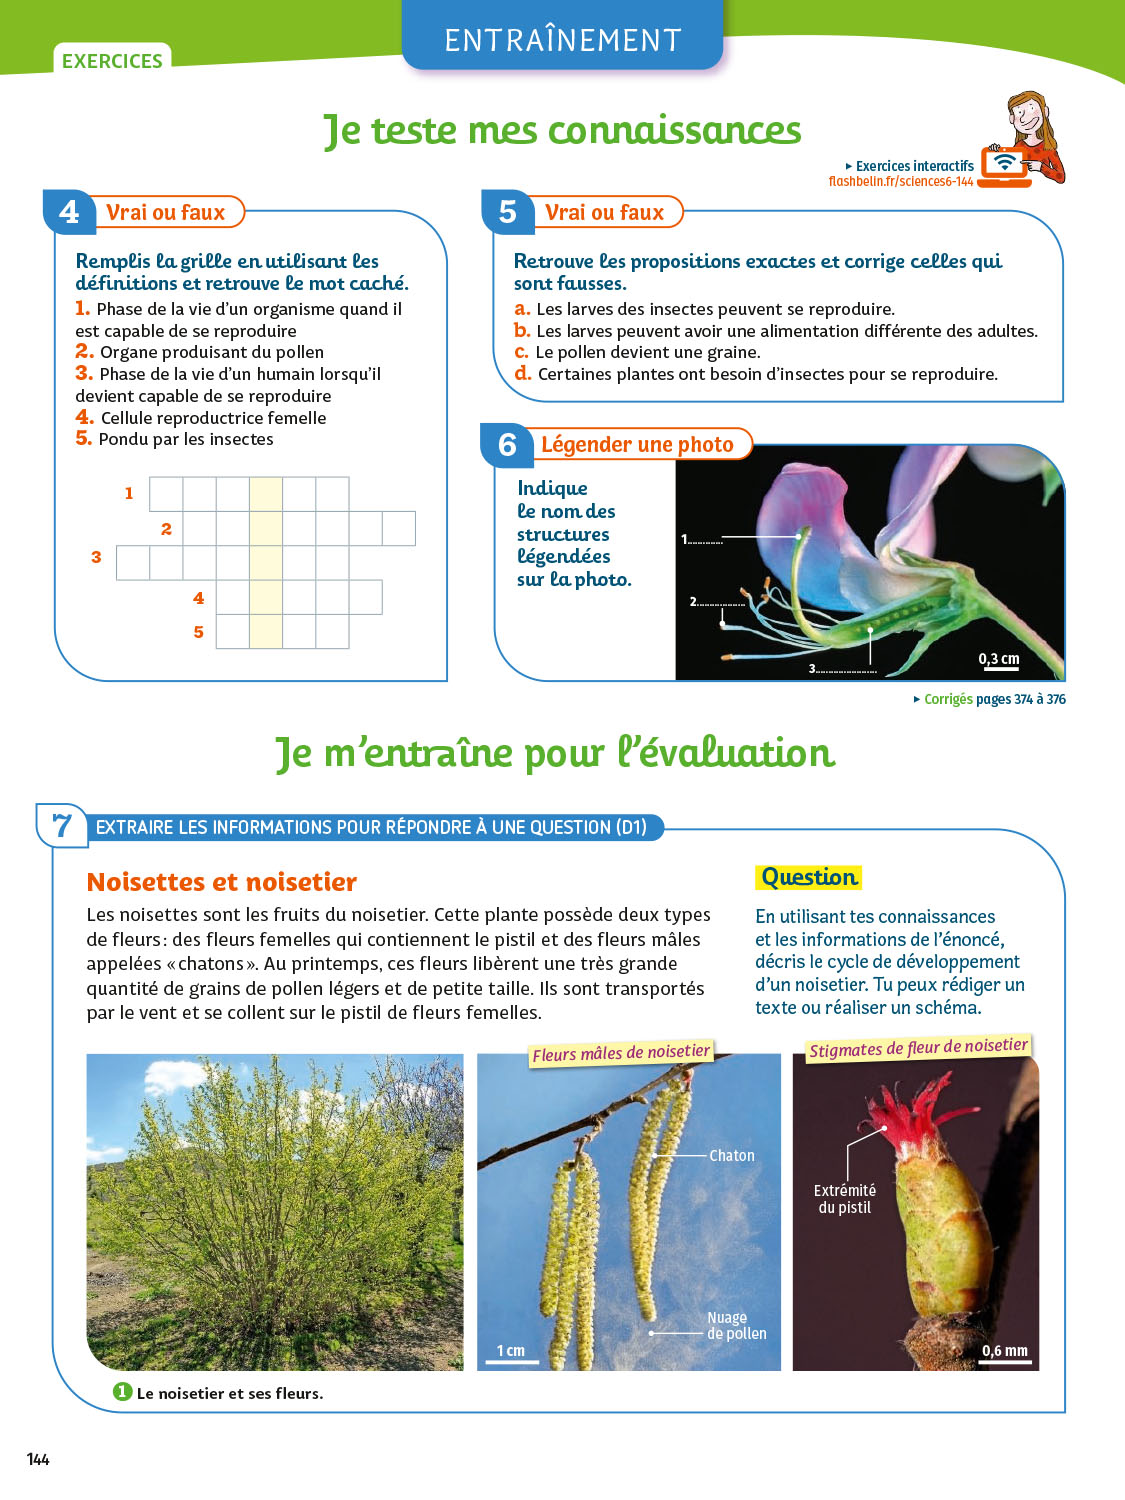 EXERCICES
ENTRAÎNEMENT
Je teste mes connaissances
▸ Exercices interactifs
flashbelin.fr/sciences6-144
4 Vrai ou faux
Remplis la grille en utilisant les
définitions et retrouve le mot caché.
1. Phase de la vie d'un organisme quand il
est capable de se reproduire
2. Organe produisant du pollen
3. Phase de la vie d'un humain lorsqu'il
devient capable de se reproduire
4. Cellule reproductrice femelle
5. Pondu par les insectes
1
2
3
4
5
5 Vrai ou faux
Retrouve les propositions exactes et corrige celles qui
sont fausses.
a. Les larves des insectes peuvent se reproduire.
b. Les larves peuvent avoir une alimentation différente des adultes.
c. Le pollen devient une graine.
d. Certaines plantes ont besoin d'insectes pour se reproduire.
6 Légender une photo
Indique
le nom des
structures
légendées
sur la photo.
1............
2................
3....................
0,3 cm
▸ Corrigés pages 374 à 376
Je m'entraîne pour l'évaluation
7 EXTRAIRE LES INFORMATIONS POUR RÉPONDRE À UNE QUESTION (D1)
Noisettes et noisetier
Les noisettes sont les fruits du noisetier. Cette plante possède deux types
de fleurs : des fleurs femelles qui contiennent le pistil et des fleurs mâles
appelées « chatons ». Au printemps, ces fleurs libèrent une très grande
quantité de grains de pollen légers et de petite taille. Ils sont transportés
par le vent et se collent sur le pistil de fleurs femelles.
Question
En utilisant tes connaissances
et les informations de l'énoncé,
décris le cycle de développement
d'un noisetier. Tu peux rédiger un
texte ou réaliser un schéma.
Fleurs mâles de noisetier
Chaton
Nuage
de pollen
1 cm
Stigmates de fleur de noisetier
Extrémité
du pistil
0,6 mm
1 Le noisetier et ses fleurs.
144